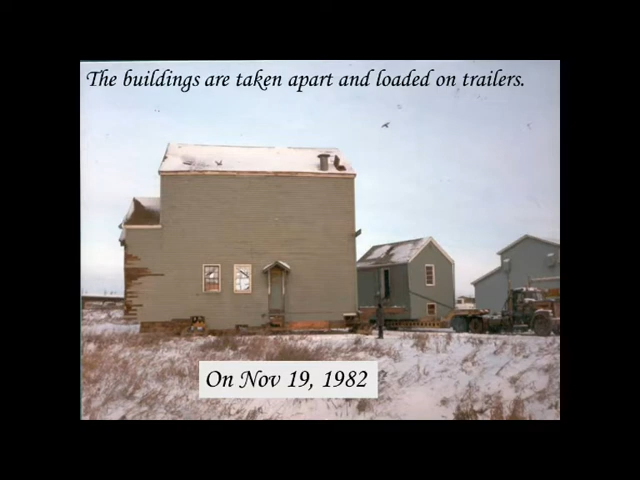 The buildings are taken apart and loaded on trailers.
On Nov 19, 1982